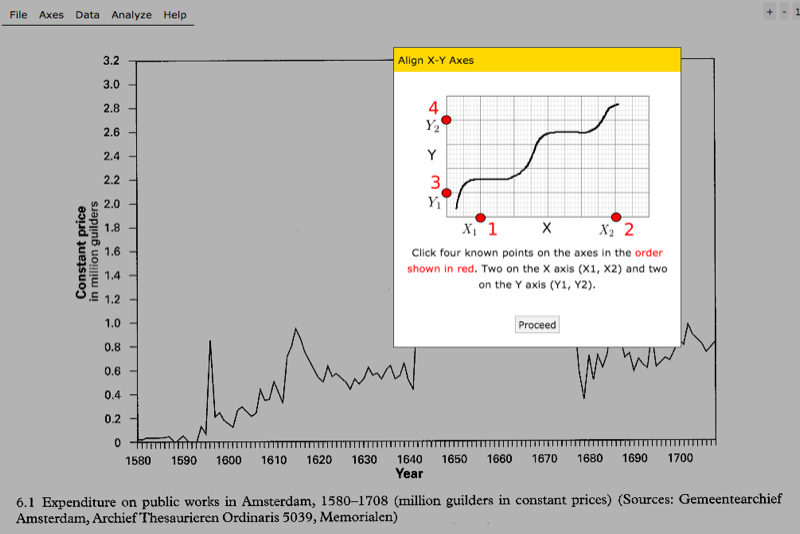 File Axes Data Analyze Help
+ - 1
Align X-Y Axes
4
Y2
Y
3
Y1
X1 1 X X2 2
Click four known points on the axes in the order
shown in red. Two on the X axis (X1, X2) and two
on the Y axis (Y1, Y2).
Proceed
3.2
3.0
2.8
2.6
2.4
2.2
2.0
1.8
1.6
1.4
1.2
1.0
0.8
0.6
0.4
0.2
0
Constant price
in million guilders
1580 1590 1600 1610 1620 1630 1640 1650 1660 1670 1680 1690 1700
Year
6.1 Expenditure on public works in Amsterdam, 1580–1708 (million guilders in constant prices) (Sources: Gemeentearchief
Amsterdam, Archief Thesaurieren Ordinaris 5039, Memorialen)